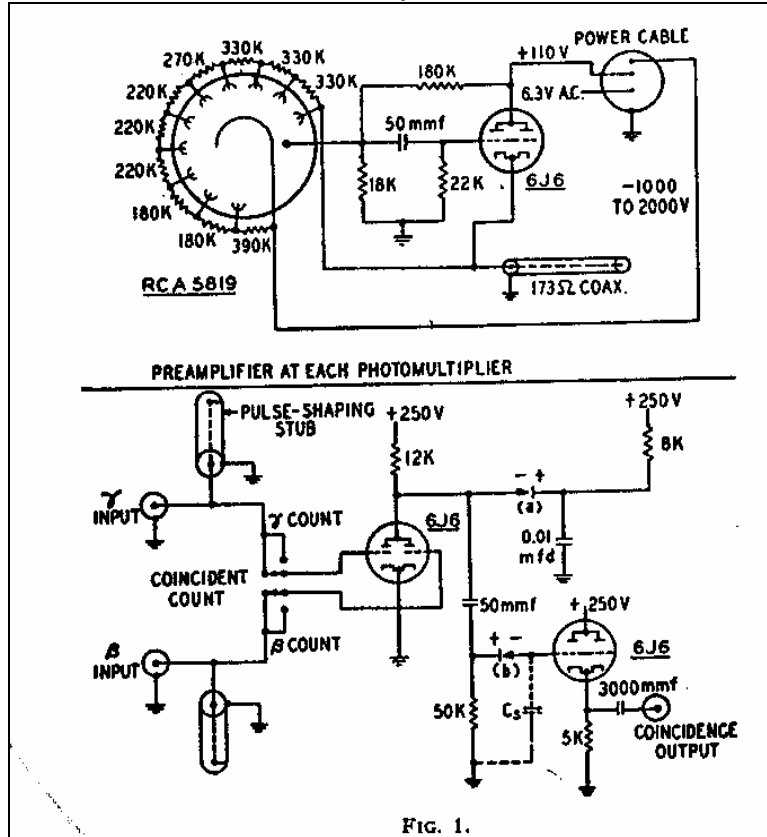 POWER CABLE
+110V
6.3V A.C.
-1000
TO 2000V
330K
270K
330K
330K
220K
220K
220K
180K
180K
390K
180K
50mmf
18K
22K
6J6
173Ω COAX.
RCA 5819
PREAMPLIFIER AT EACH PHOTOMULTIPLIER
PULSE-SHAPING
STUB
+250V
12K
+250V
8K
- +
(a)
0.01
mfd
γ
INPUT
γ COUNT
6J6
COINCIDENT
COUNT
β COUNT
β
INPUT
50mmf
+250V
+ -
(b)
6J6
50K
Cs
5K
3000mmf
COINCIDENCE
OUTPUT
FIG. 1.